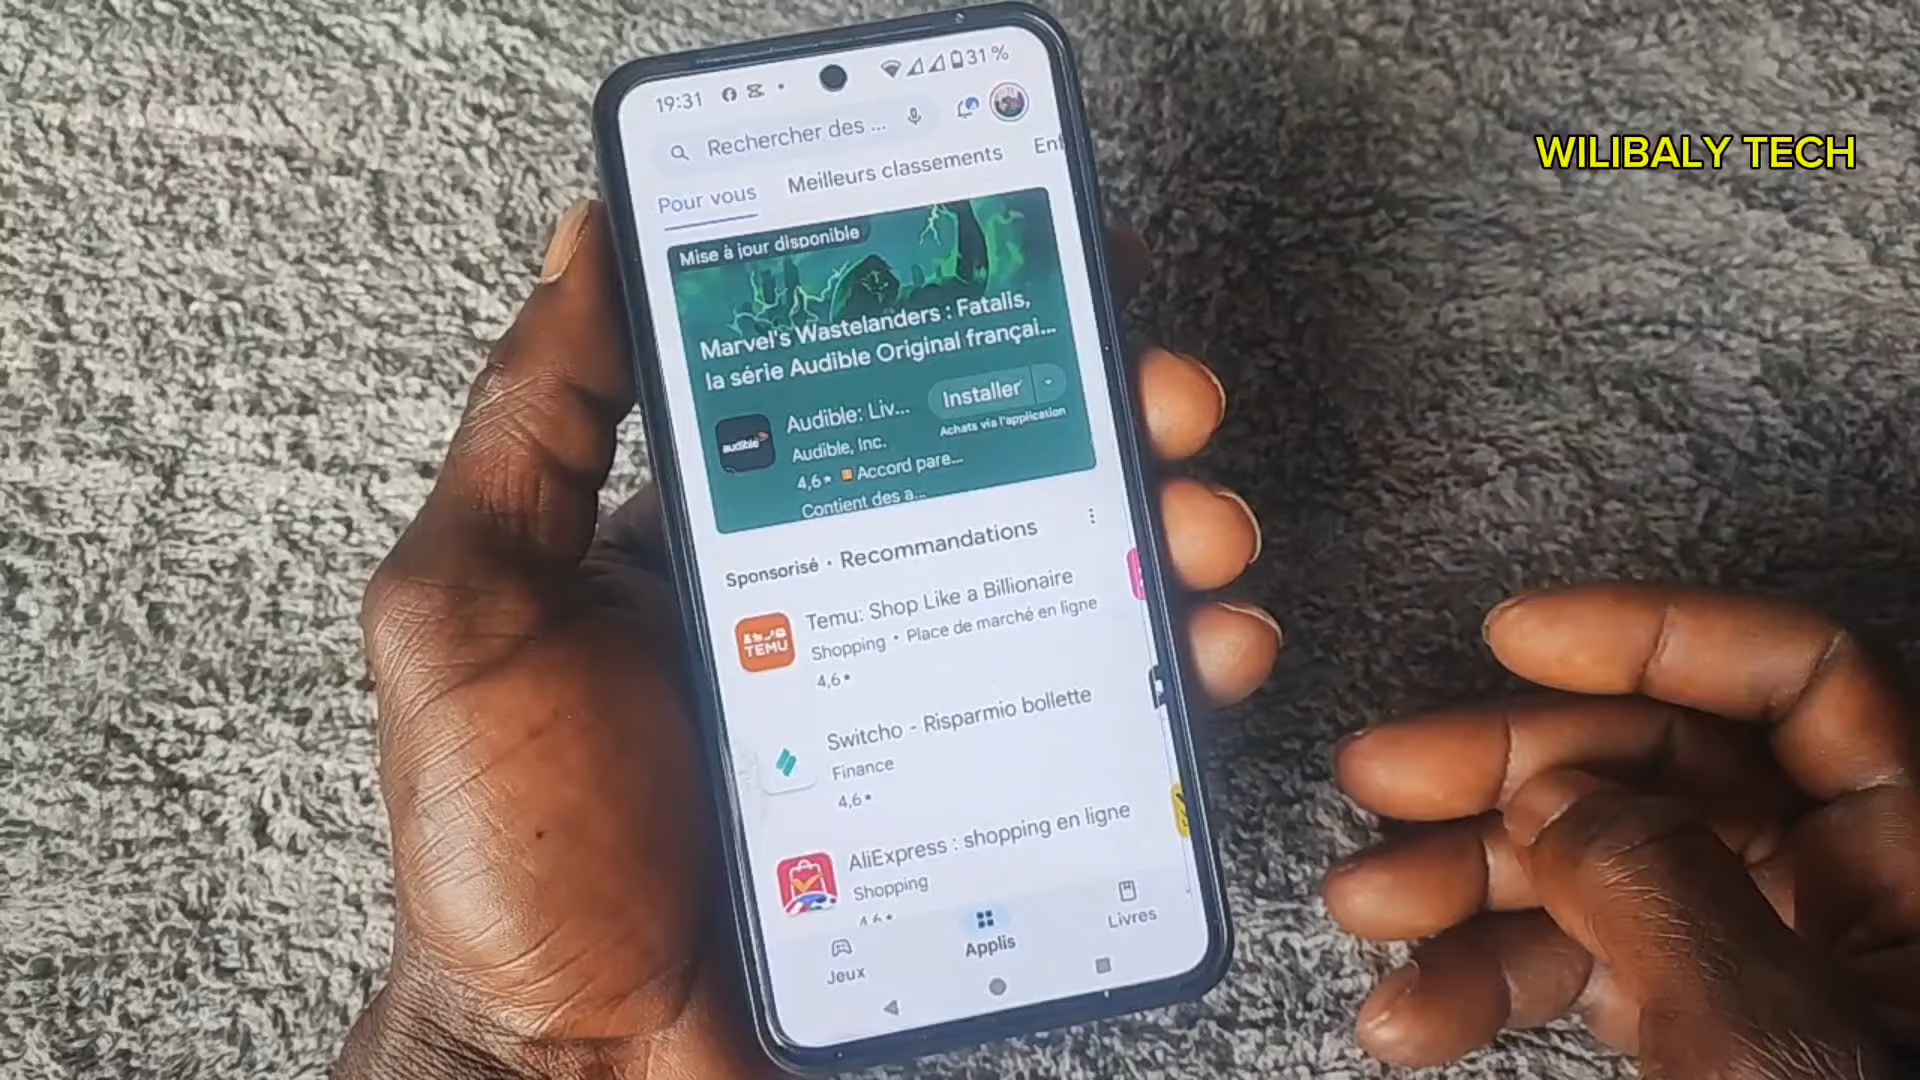 WILIBALY TECH
19:31
31 %
Rechercher des ...
Pour vous
Meilleurs classements
Ent
Mise à jour disponible
Marvel's Wastelanders : Fatalis,
la série Audible Original françai...
audible
Audible: Liv...
Installer
Audible, Inc.
Achats via l'application
4,6★ Accord pare...
Contient des a...
Sponsorisé · Recommandations
TEMU
Temu: Shop Like a Billionaire
Shopping · Place de marché en ligne
4,6★
Switcho - Risparmio bollette
Finance
4,6★
AliExpress : shopping en ligne
Shopping
4,6★
Jeux
Applis
Livres